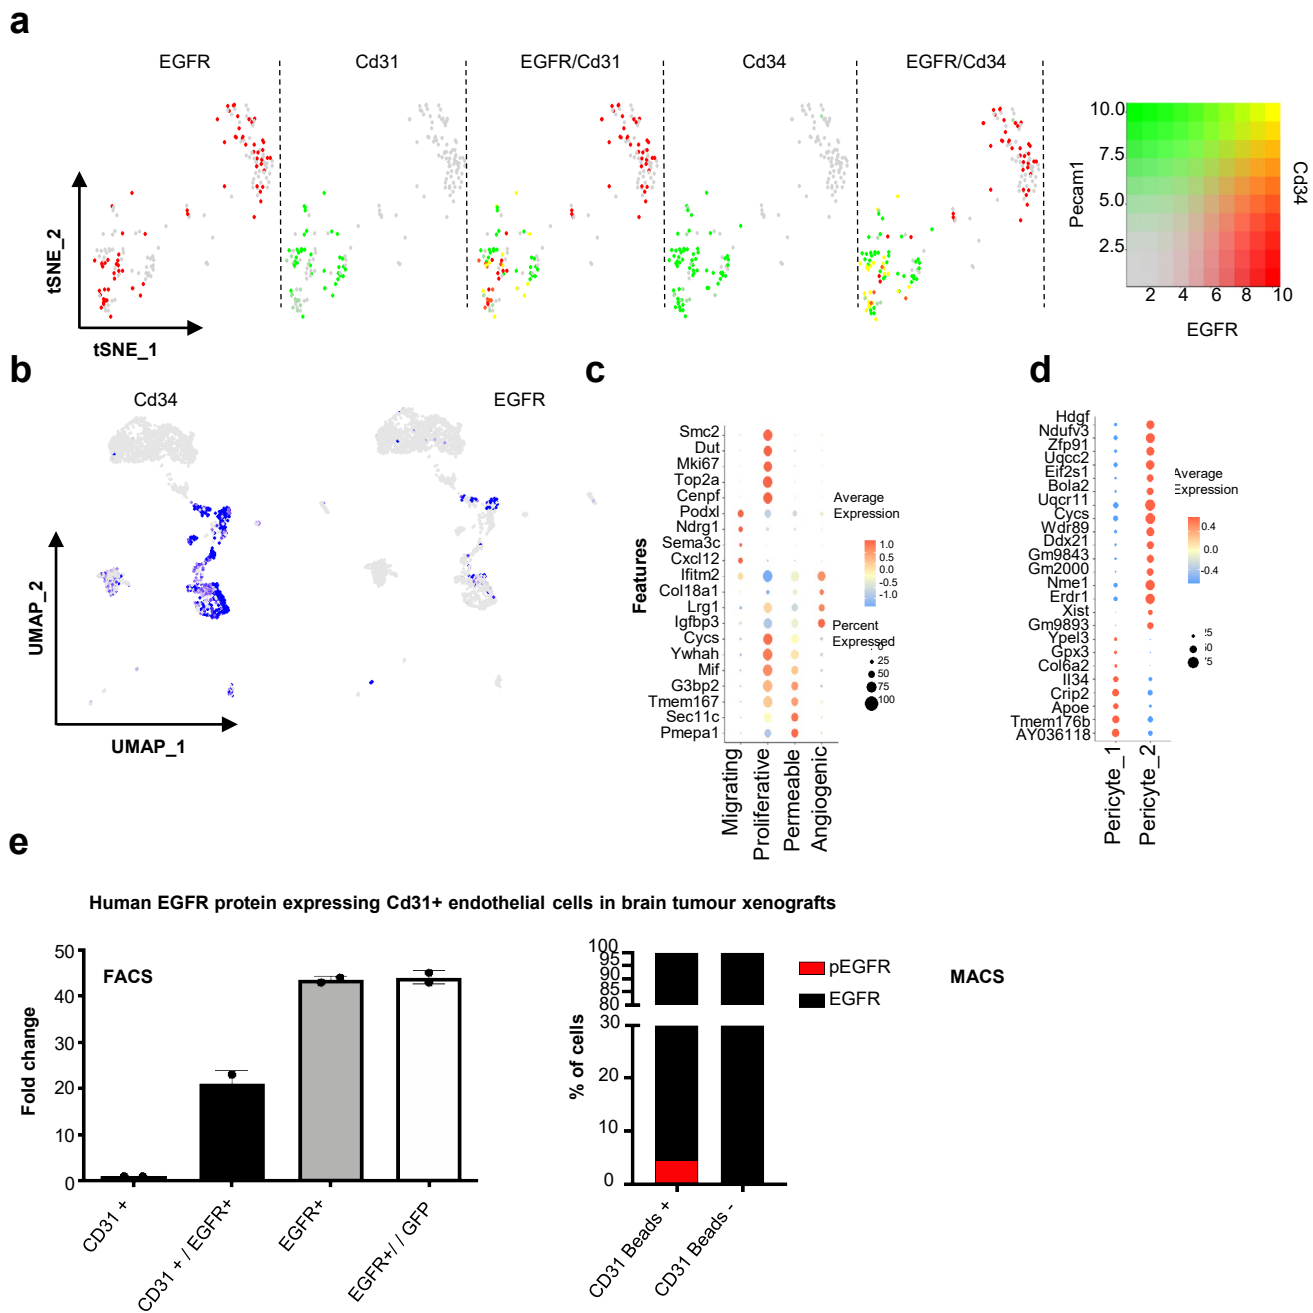 a
EGFR
Cd31
EGFR/Cd31
Cd34
EGFR/Cd34
tSNE_2
tSNE_1
10.0
7.5
5.0
2.5
Pecam1
Cd34
2 4 6 8 10
EGFR
b
Cd34
EGFR
UMAP_2
UMAP_1
c
Features
Smc2
Dut
Mki67
Top2a
Cenpf
Podxl
Ndrg1
Sema3c
Cxcl12
Ifitm2
Col18a1
Lrg1
Igfbp3
Cycs
Ywhah
Mif
G3bp2
Tmem167
Sec11c
Pmepa1
Migrating
Proliferative
Permeable
Angiogenic
Average
Expression
1.0
0.5
0.0
-0.5
-1.0
Percent
Expressed
0
25
50
75
100
d
Hdgf
Ndufv3
Zfp91
Uqcc2
Eif2s1
Bola2
Uqcr11
Cycs
Wdr89
Ddx21
Gm9843
Gm2000
Nme1
Erdr1
Xist
Gm9893
Ypel3
Gpx3
Col6a2
Il34
Crip2
Apoe
Tmem176b
AY036118
Pericyte_1
Pericyte_2
Average
Expression
0.4
0.0
-0.4
e
Human EGFR protein expressing Cd31+ endothelial cells in brain tumour xenografts
FACS
Fold change
50
40
30
20
10
0
CD31 +
CD31 + / EGFR+
EGFR+
EGFR+/ / GFP
% of cells
100
95
90
85
80
30
20
10
0
CD31 Beads +
CD31 Beads -
pEGFR
EGFR
MACS